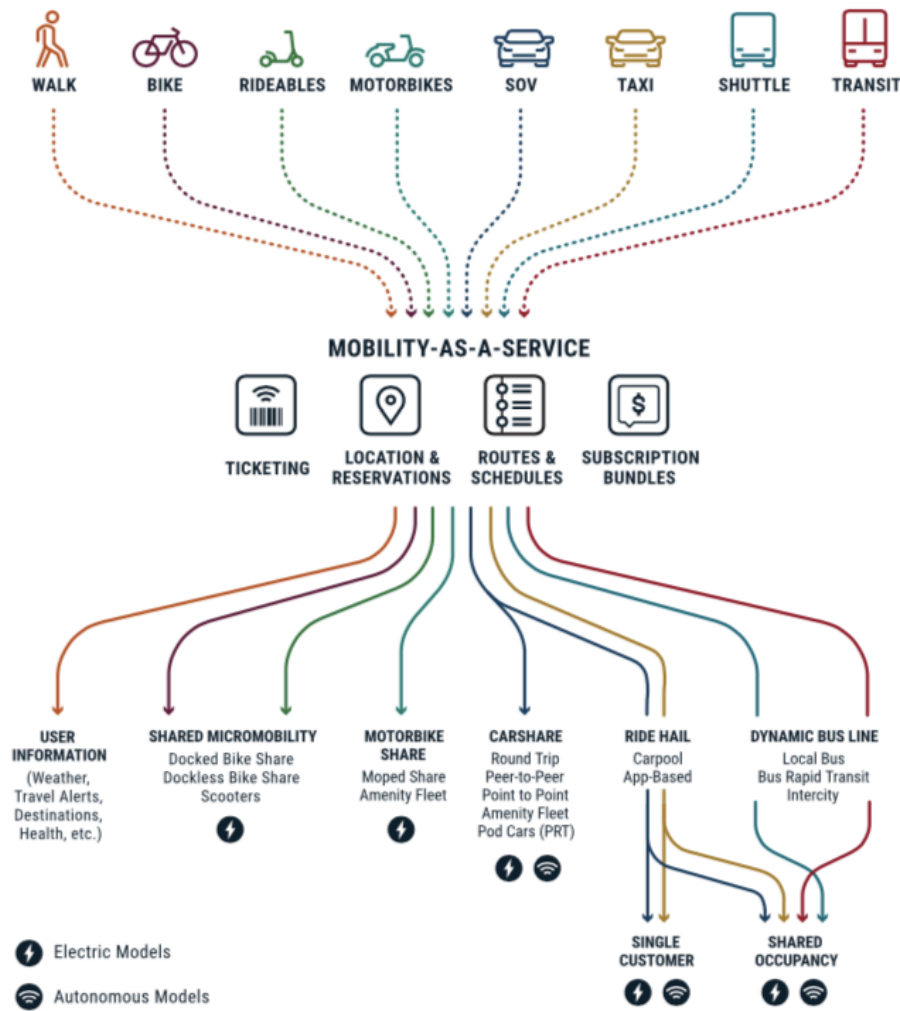 WALK
BIKE
RIDEABLES
MOTORBIKES
SOV
TAXI
SHUTTLE
TRANSIT
MOBILITY-AS-A-SERVICE
TICKETING
LOCATION &
RESERVATIONS
ROUTES &
SCHEDULES
SUBSCRIPTION
BUNDLES
USER
INFORMATION
(Weather,
Travel Alerts,
Destinations,
Health, etc.)
SHARED MICROMOBILITY
Docked Bike Share
Dockless Bike Share
Scooters
MOTORBIKE
SHARE
Moped Share
Amenity Fleet
CARSHARE
Round Trip
Peer-to-Peer
Point to Point
Amenity Fleet
Pod Cars (PRT)
RIDE HAIL
Carpool
App-Based
DYNAMIC BUS LINE
Local Bus
Bus Rapid Transit
Intercity
SINGLE
CUSTOMER
SHARED
OCCUPANCY
Electric Models
Autonomous Models